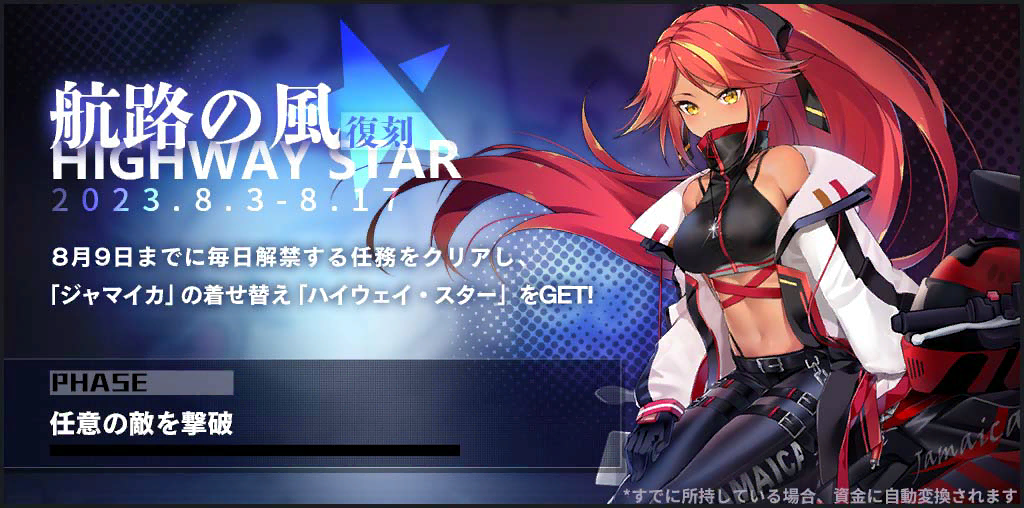 航路の風 復刻
HIGHWAY STAR
2023.8.3-8.17
8月9日までに毎日解禁する任務をクリアし、
「ジャマイカ」の着せ替え「ハイウェイ・スター」をGET!
PHASE
任意の敵を撃破
Jamaica
JAMAICA
*すでに所持している場合、資金に自動変換されます